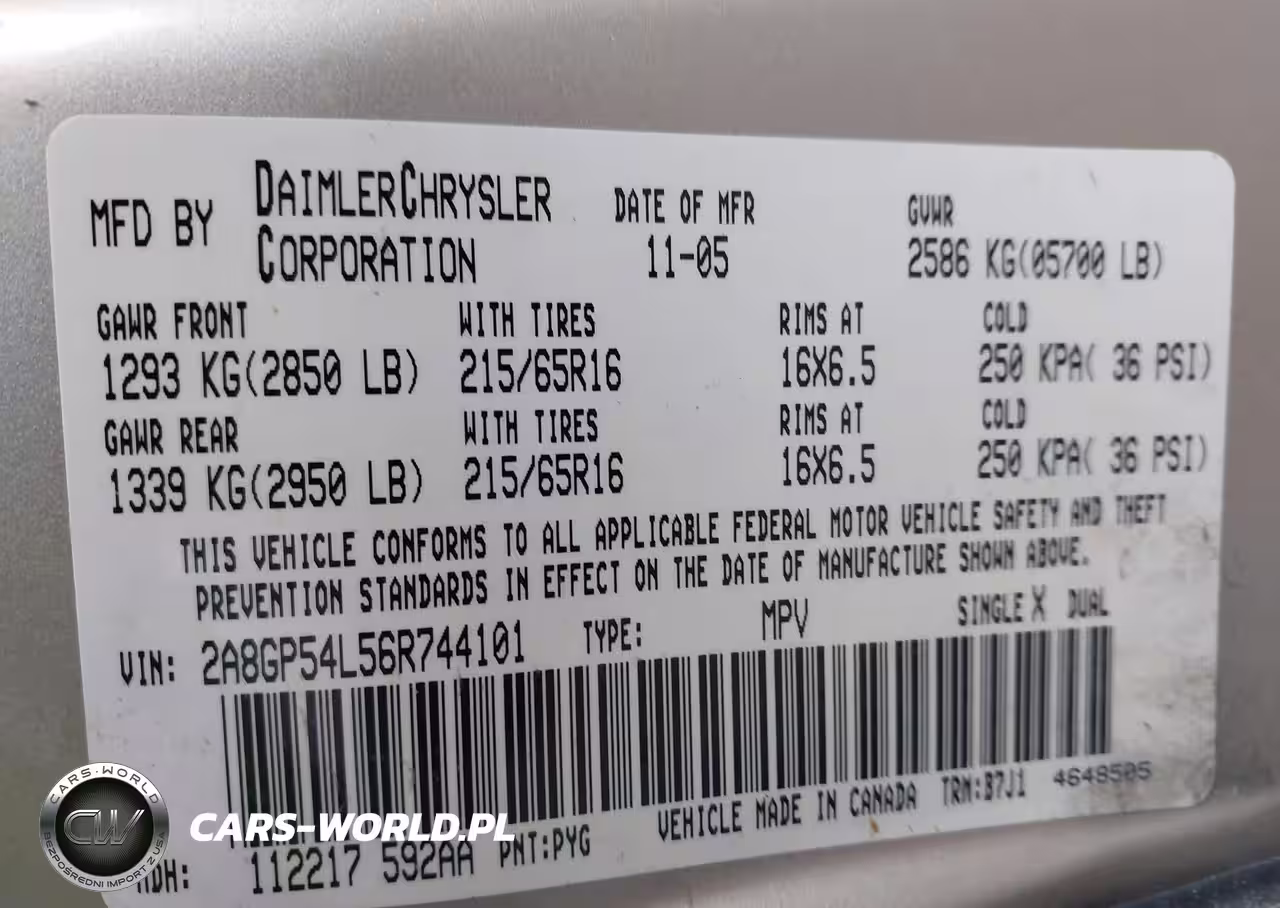 MFD BY DAIMLERCHRYSLER CORPORATION DATE OF MFR 11-05 GVWR 2586 KG(05700 LB)
GAWR FRONT WITH TIRES RIMS AT COLD
1293 KG(2850 LB) 215/65R16 16X6.5 250 KPA( 36 PSI)
GAWR REAR WITH TIRES RIMS AT COLD
1339 KG(2950 LB) 215/65R16 16X6.5 250 KPA( 36 PSI)
THIS VEHICLE CONFORMS TO ALL APPLICABLE FEDERAL MOTOR VEHICLE SAFETY AND THEFT
PREVENTION STANDARDS IN EFFECT ON THE DATE OF MANUFACTURE SHOWN ABOVE.
VIN: 2A8GP54L56R744101 TYPE: MPV SINGLE X DUAL
VEHICLE MADE IN CANADA TRM:B7J1 4648505
MDH: 112217 592AA PNT:PYG
CARS-WORLD
CW
BEZPOŚREDNI IMPORT Z USA
CARS-WORLD.PL